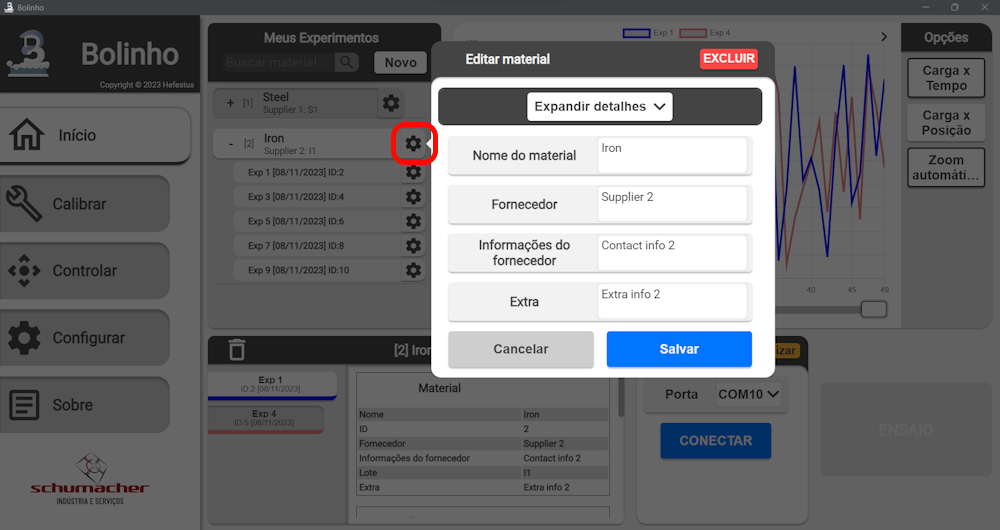 Bolinho
Bolinho
Copyright © 2023 Hefestus
Início
Calibrar
Controlar
Configurar
Sobre
schumacher
INDÚSTRIA E SERVIÇOS
Meus Experimentos
Buscar material...
Novo
+ [1] Steel
Supplier 1: S1
- [2] Iron
Supplier 2: I1
Exp 1 [08/11/2023] ID:2
Exp 3 [08/11/2023] ID:4
Exp 5 [08/11/2023] ID:6
Exp 7 [08/11/2023] ID:8
Exp 9 [08/11/2023] ID:10
Exp 1
Exp 4
40
45
49
Opções
Carga x
Tempo
Carga x
Posição
Zoom
automáti...
Editar material
EXCLUIR
Expandir detalhes
Nome do material
Iron
Fornecedor
Supplier 2
Informações do
fornecedor
Contact info 2
Extra
Extra info 2
Cancelar
Salvar
[2] Iron
Exp 1
ID:2 [08/11/2023]
Exp 4
ID 5 [08/11/2023]
Material
Nome Iron
ID 2
Fornecedor Supplier 2
Informações do fornecedor Contact info 2
Lote I1
Extra Extra info 2
izar
Porta
COM10
CONECTAR
ENSAIO